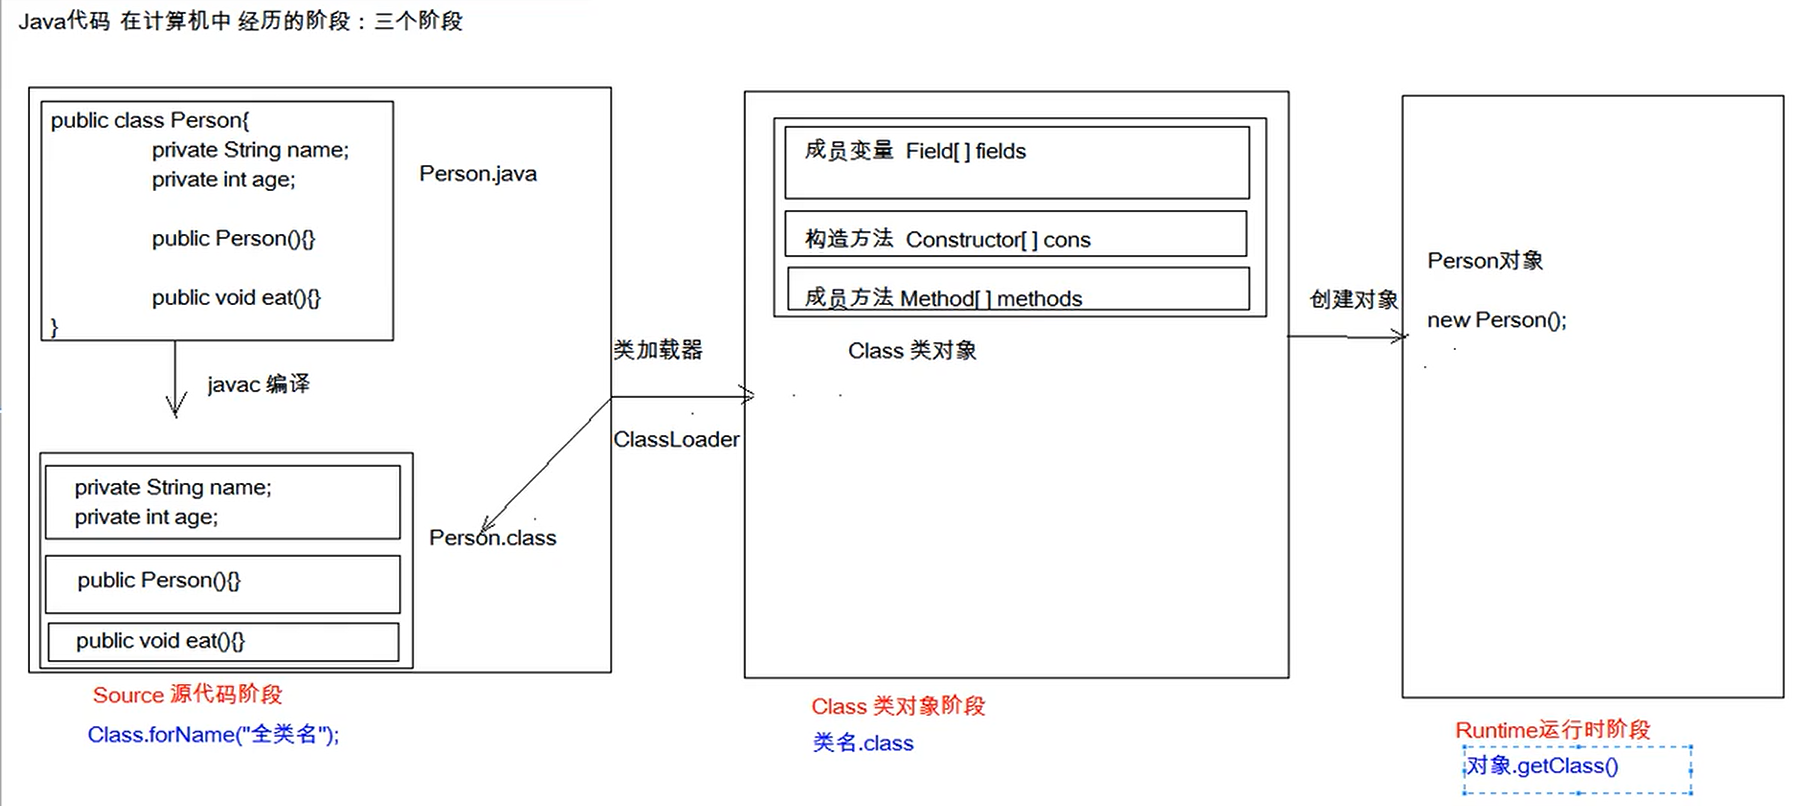 Java代码 在计算机中 经历的阶段：三个阶段
public class Person{
private String name;
private int age;
public Person(){}
public void eat(){}
}
Person.java
javac 编译
private String name;
private int age;
public Person(){}
public void eat(){}
Person.class
Source 源代码阶段
Class.forName("全类名");
类加载器
ClassLoader
成员变量 Field[ ] fields
构造方法 Constructor[ ] cons
成员方法 Method[ ] methods
Class 类对象
Class 类对象阶段
类名.class
创建对象
Person对象
new Person();
Runtime运行时阶段
对象.getClass()